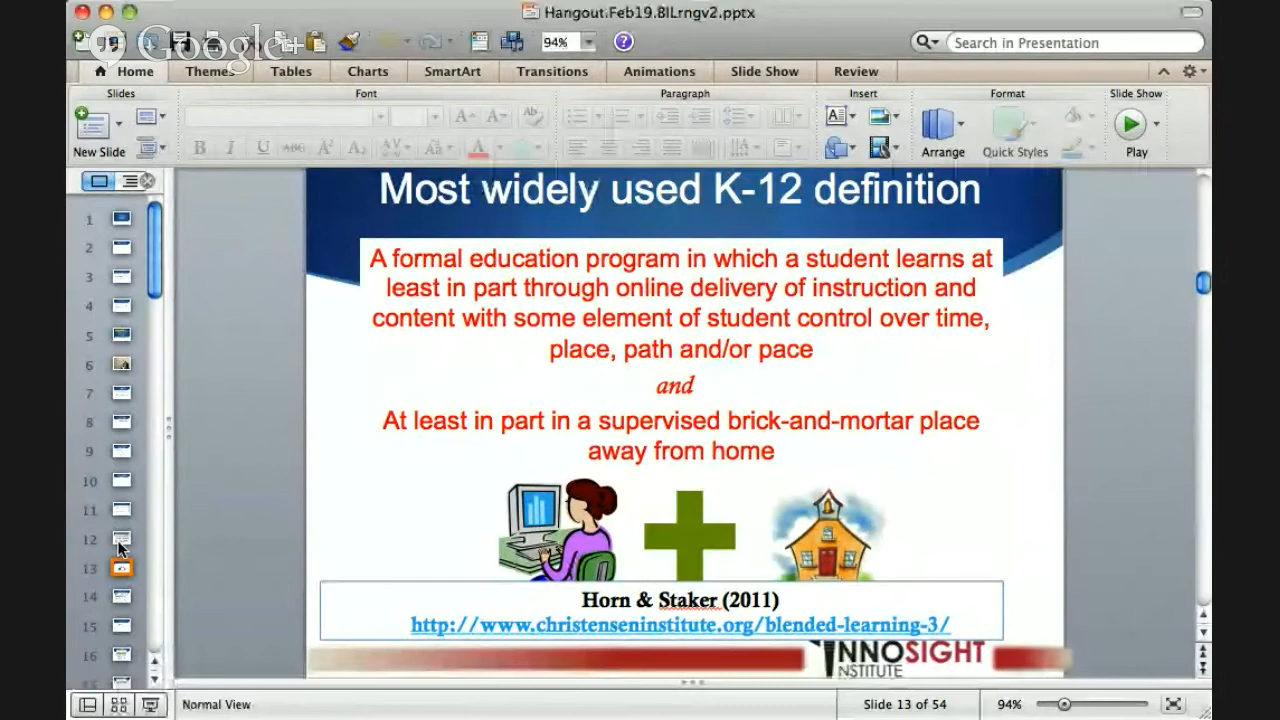 Hangout.Feb19.BlLrngv2.pptx
Google+
94%
Search in Presentation
Home Themes Tables Charts SmartArt Transitions Animations Slide Show Review
Slides Font Paragraph Insert Format Slide Show
New Slide
B I U ABC A² A₂ AV Aa A
Arrange Quick Styles Play
1
2
3
4
5
6
7
8
9
10
11
12
13
14
15
16
Most widely used K-12 definition
A formal education program in which a student learns at
least in part through online delivery of instruction and
content with some element of student control over time,
place, path and/or pace
and
At least in part in a supervised brick-and-mortar place
away from home
Horn & Staker (2011)
http://www.christenseninstitute.org/blended-learning-3/
INNOSIGHT
INSTITUTE
Normal View Slide 13 of 54 94%